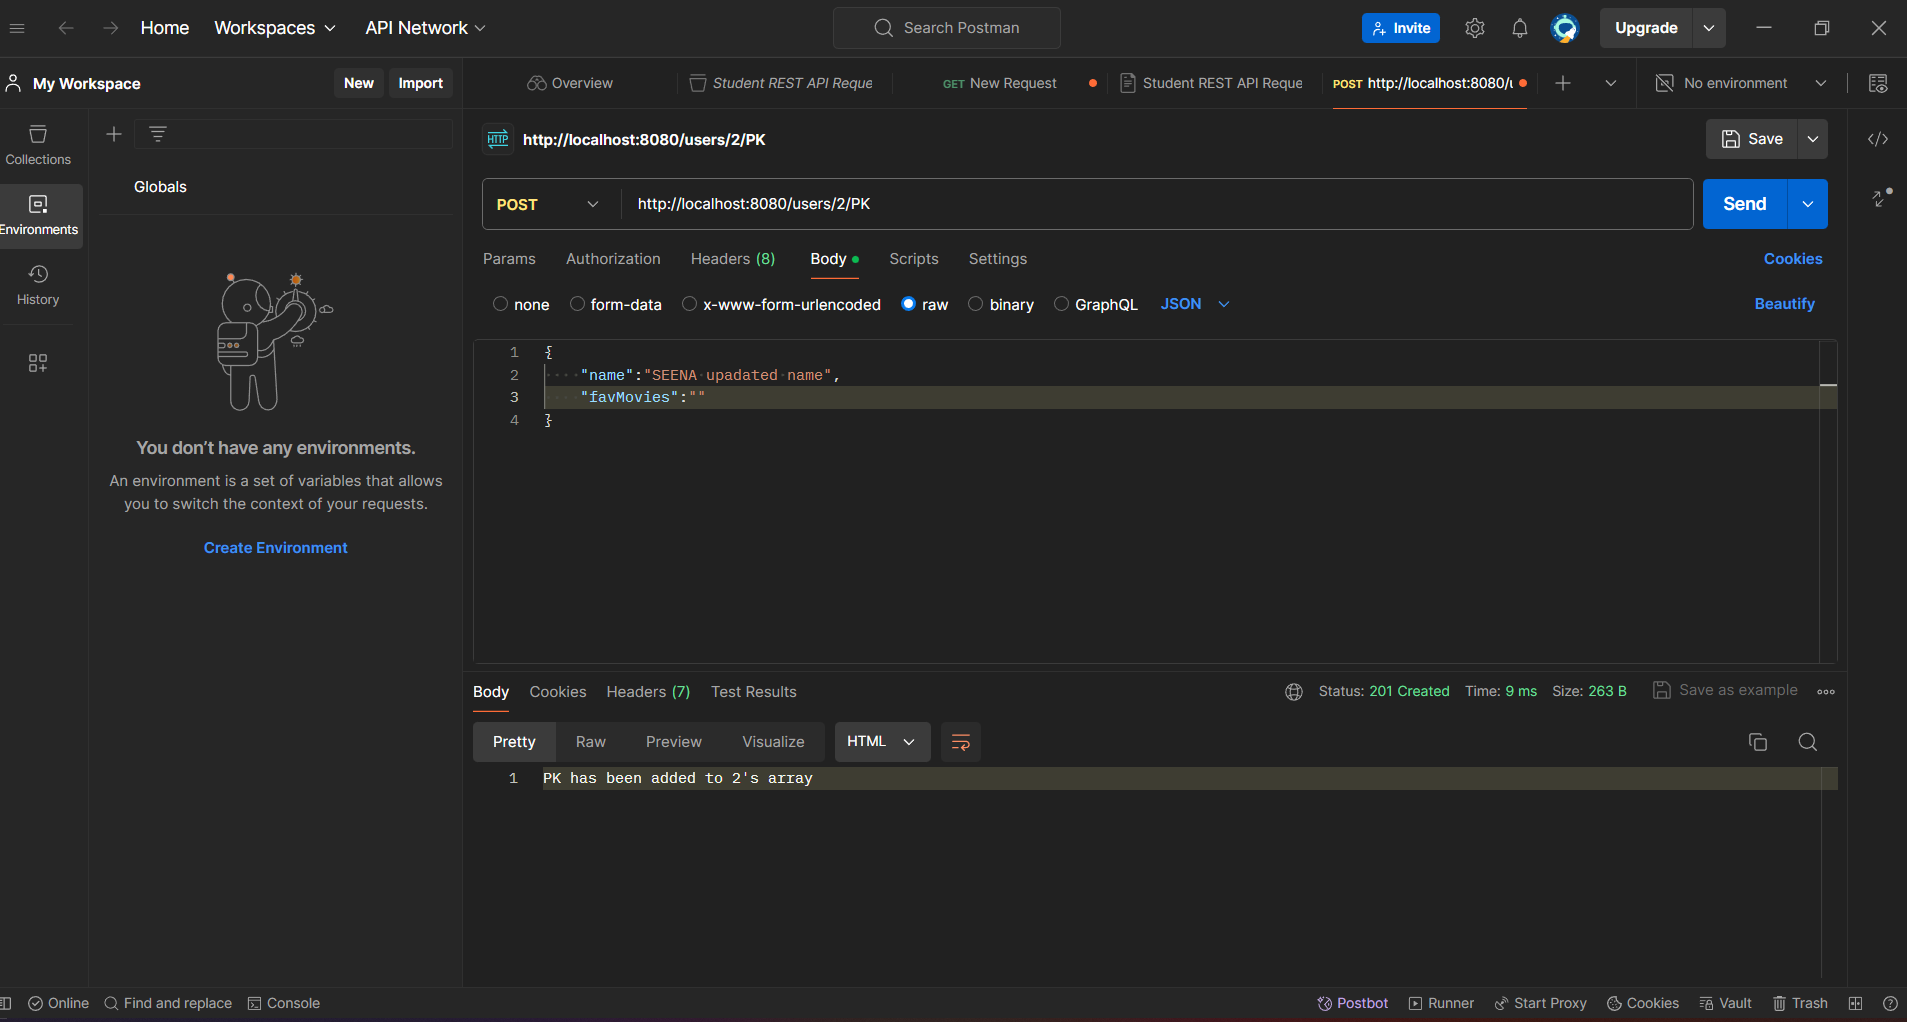 Home Workspaces API Network Search Postman Invite Upgrade
My Workspace New Import Overview Student REST API Reque GET New Request Student REST API Reque POST http://localhost:8080/u No environment
Collections
Environments
History
Globals
You don't have any environments.
An environment is a set of variables that allows
you to switch the context of your requests.
Create Environment
HTTP http://localhost:8080/users/2/PK Save
POST http://localhost:8080/users/2/PK Send
Params Authorization Headers (8) Body Scripts Settings Cookies
none form-data x-www-form-urlencoded raw binary GraphQL JSON Beautify
1 {
2 "name":"SEENA upadated name",
3 "favMovies":""
4 }
Body Cookies Headers (7) Test Results Status: 201 Created Time: 9 ms Size: 263 B Save as example
Pretty Raw Preview Visualize HTML
1 PK has been added to 2's array
Online Find and replace Console Postbot Runner Start Proxy Cookies Vault Trash